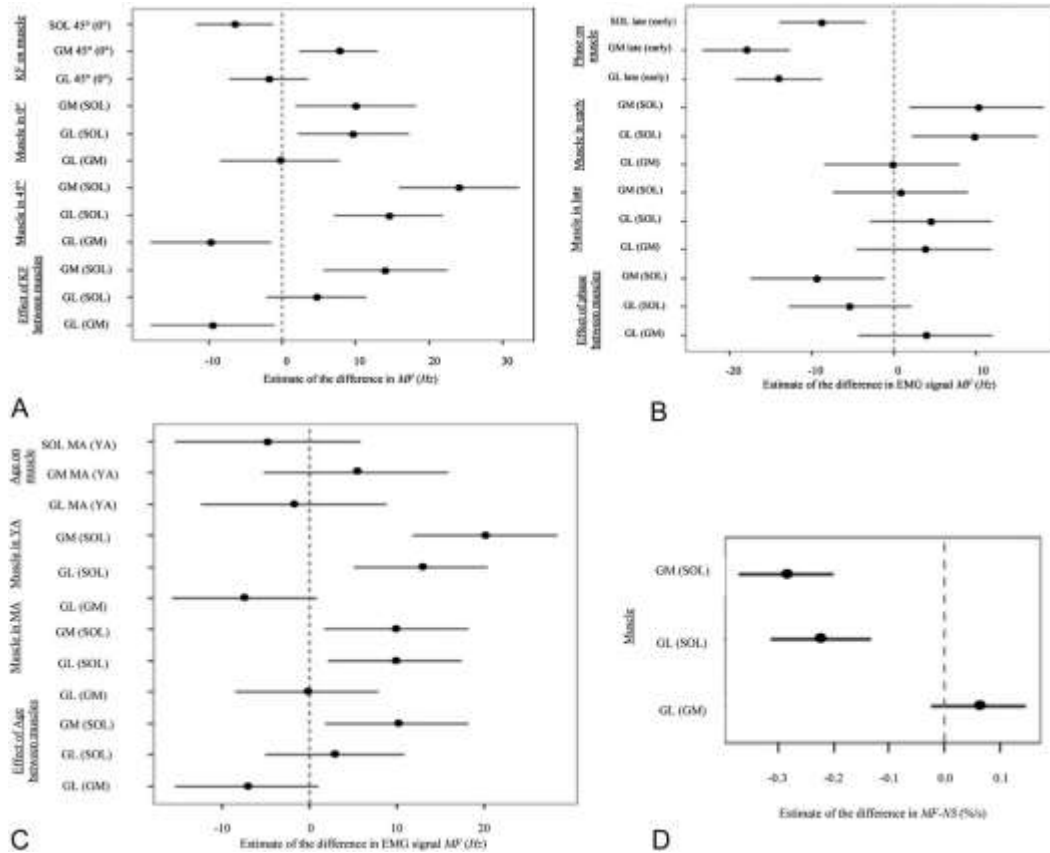 KF on muscle
SOL 45° (0°)
GM 45° (0°)
GL 45° (0°)
Muscle in 0°
GM (SOL)
GL (SOL)
GL (GM)
Muscle in 45°
GM (SOL)
GL (SOL)
GL (GM)
Effect of KF
between muscles
GM (SOL)
GL (SOL)
GL (GM)
-10 0 10 20 30
Estimate of the difference in MF (Hz)
A
Phase on
muscle
SOL late (early)
GM late (early)
GL late (early)
Muscle in early
GM (SOL)
GL (SOL)
GL (GM)
Muscle in late
GM (SOL)
GL (SOL)
GL (GM)
Effect of phase
between muscles
GM (SOL)
GL (SOL)
GL (GM)
-20 -10 0 10
Estimate of the difference in EMG signal MF (Hz)
B
Age on
muscle
SOL MA (YA)
GM MA (YA)
GL MA (YA)
Muscle in YA
GM (SOL)
GL (SOL)
GL (GM)
Muscle in MA
GM (SOL)
GL (SOL)
GL (GM)
Effect of Age
between muscles
GM (SOL)
GL (SOL)
GL (GM)
-10 0 10 20
Estimate of the difference in EMG signal MF (Hz)
C
Muscle
GM (SOL)
GL (SOL)
GL (GM)
-0.3 -0.2 -0.1 0.0 0.1
Estimate of the difference in MF-NS (%/s)
D